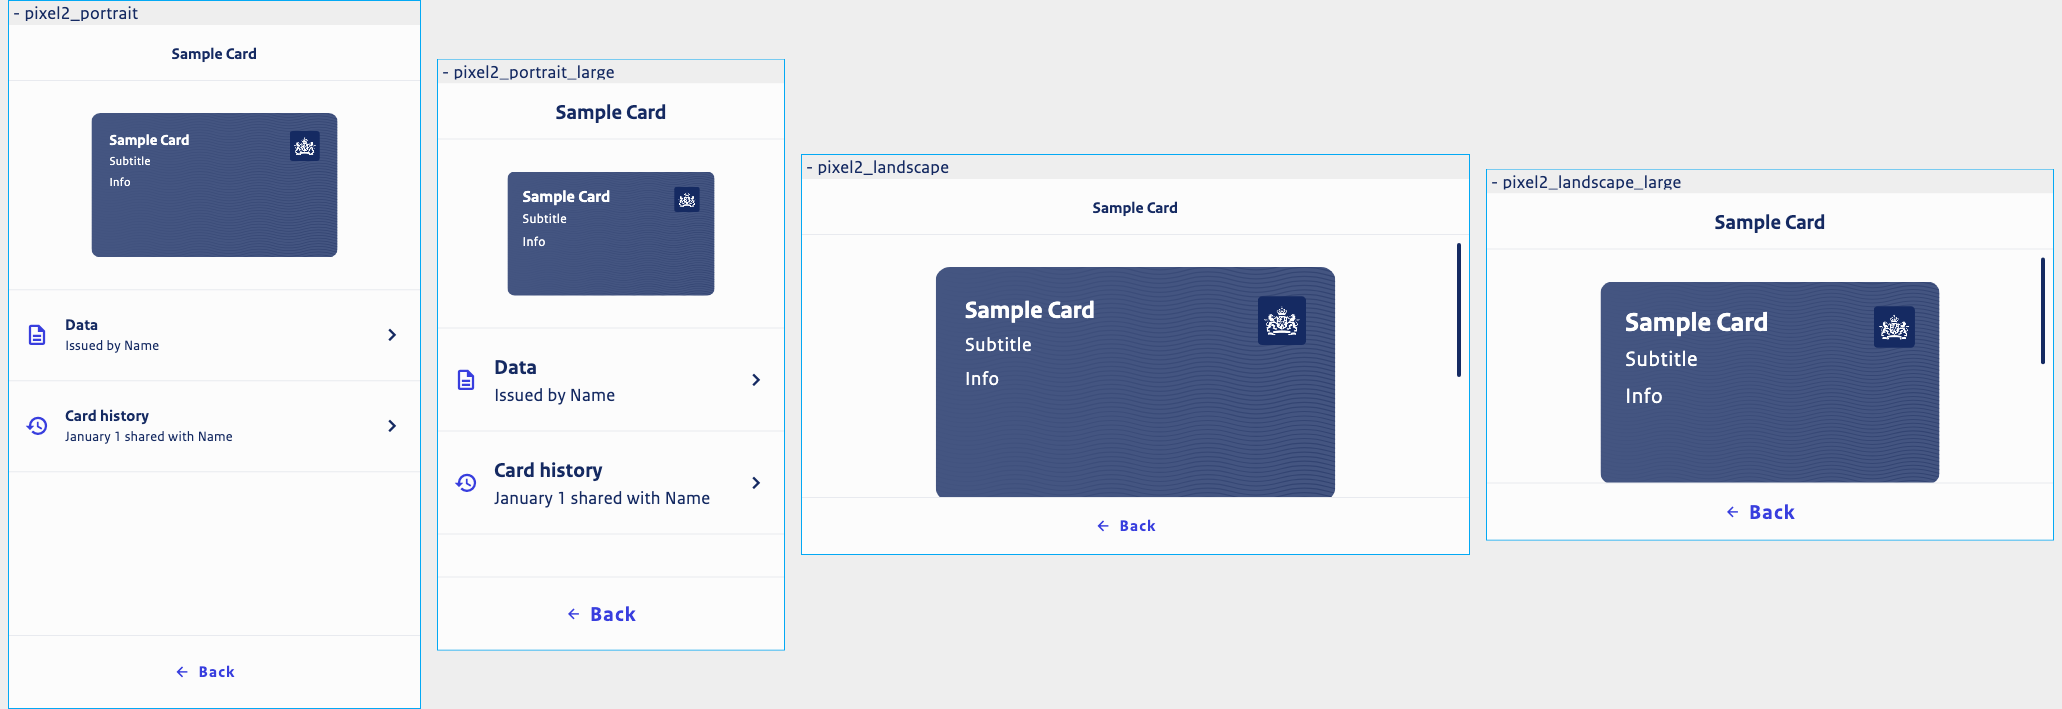 - pixel2_portrait
Sample Card
Sample Card
Subtitle
Info
Data
Issued by Name
Card history
January 1 shared with Name
Back
- pixel2_portrait_large
Sample Card
Sample Card
Subtitle
Info
Data
Issued by Name
Card history
January 1 shared with Name
Back
- pixel2_landscape
Sample Card
Sample Card
Subtitle
Info
Back
- pixel2_landscape_large
Sample Card
Sample Card
Subtitle
Info
Back